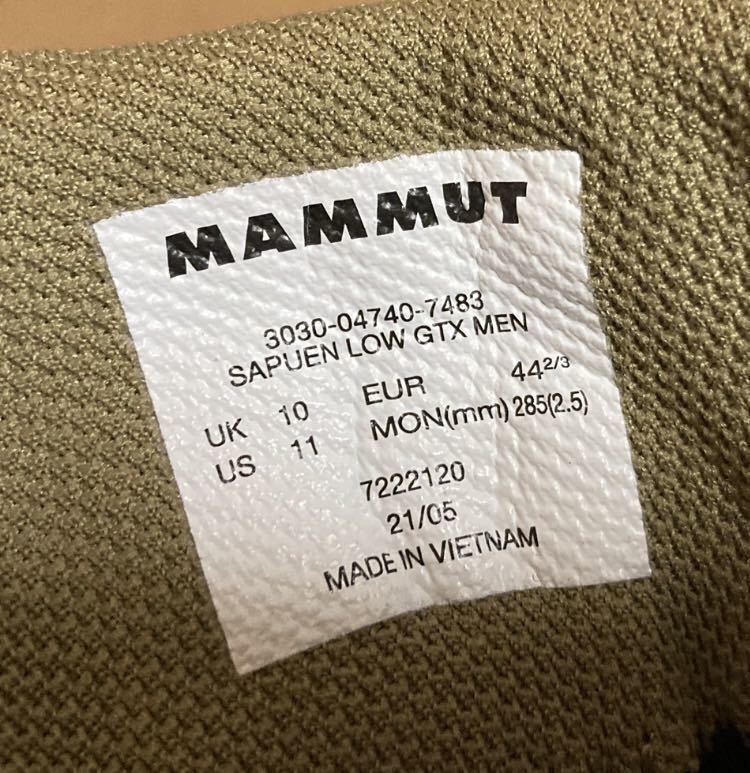 MAMMUT
3030-04740-7483
SAPUEN LOW GTX MEN
UK 10 EUR 44 2/3
US 11 MON(mm) 285(2.5)
7222120
21/05
MADE IN VIETNAM